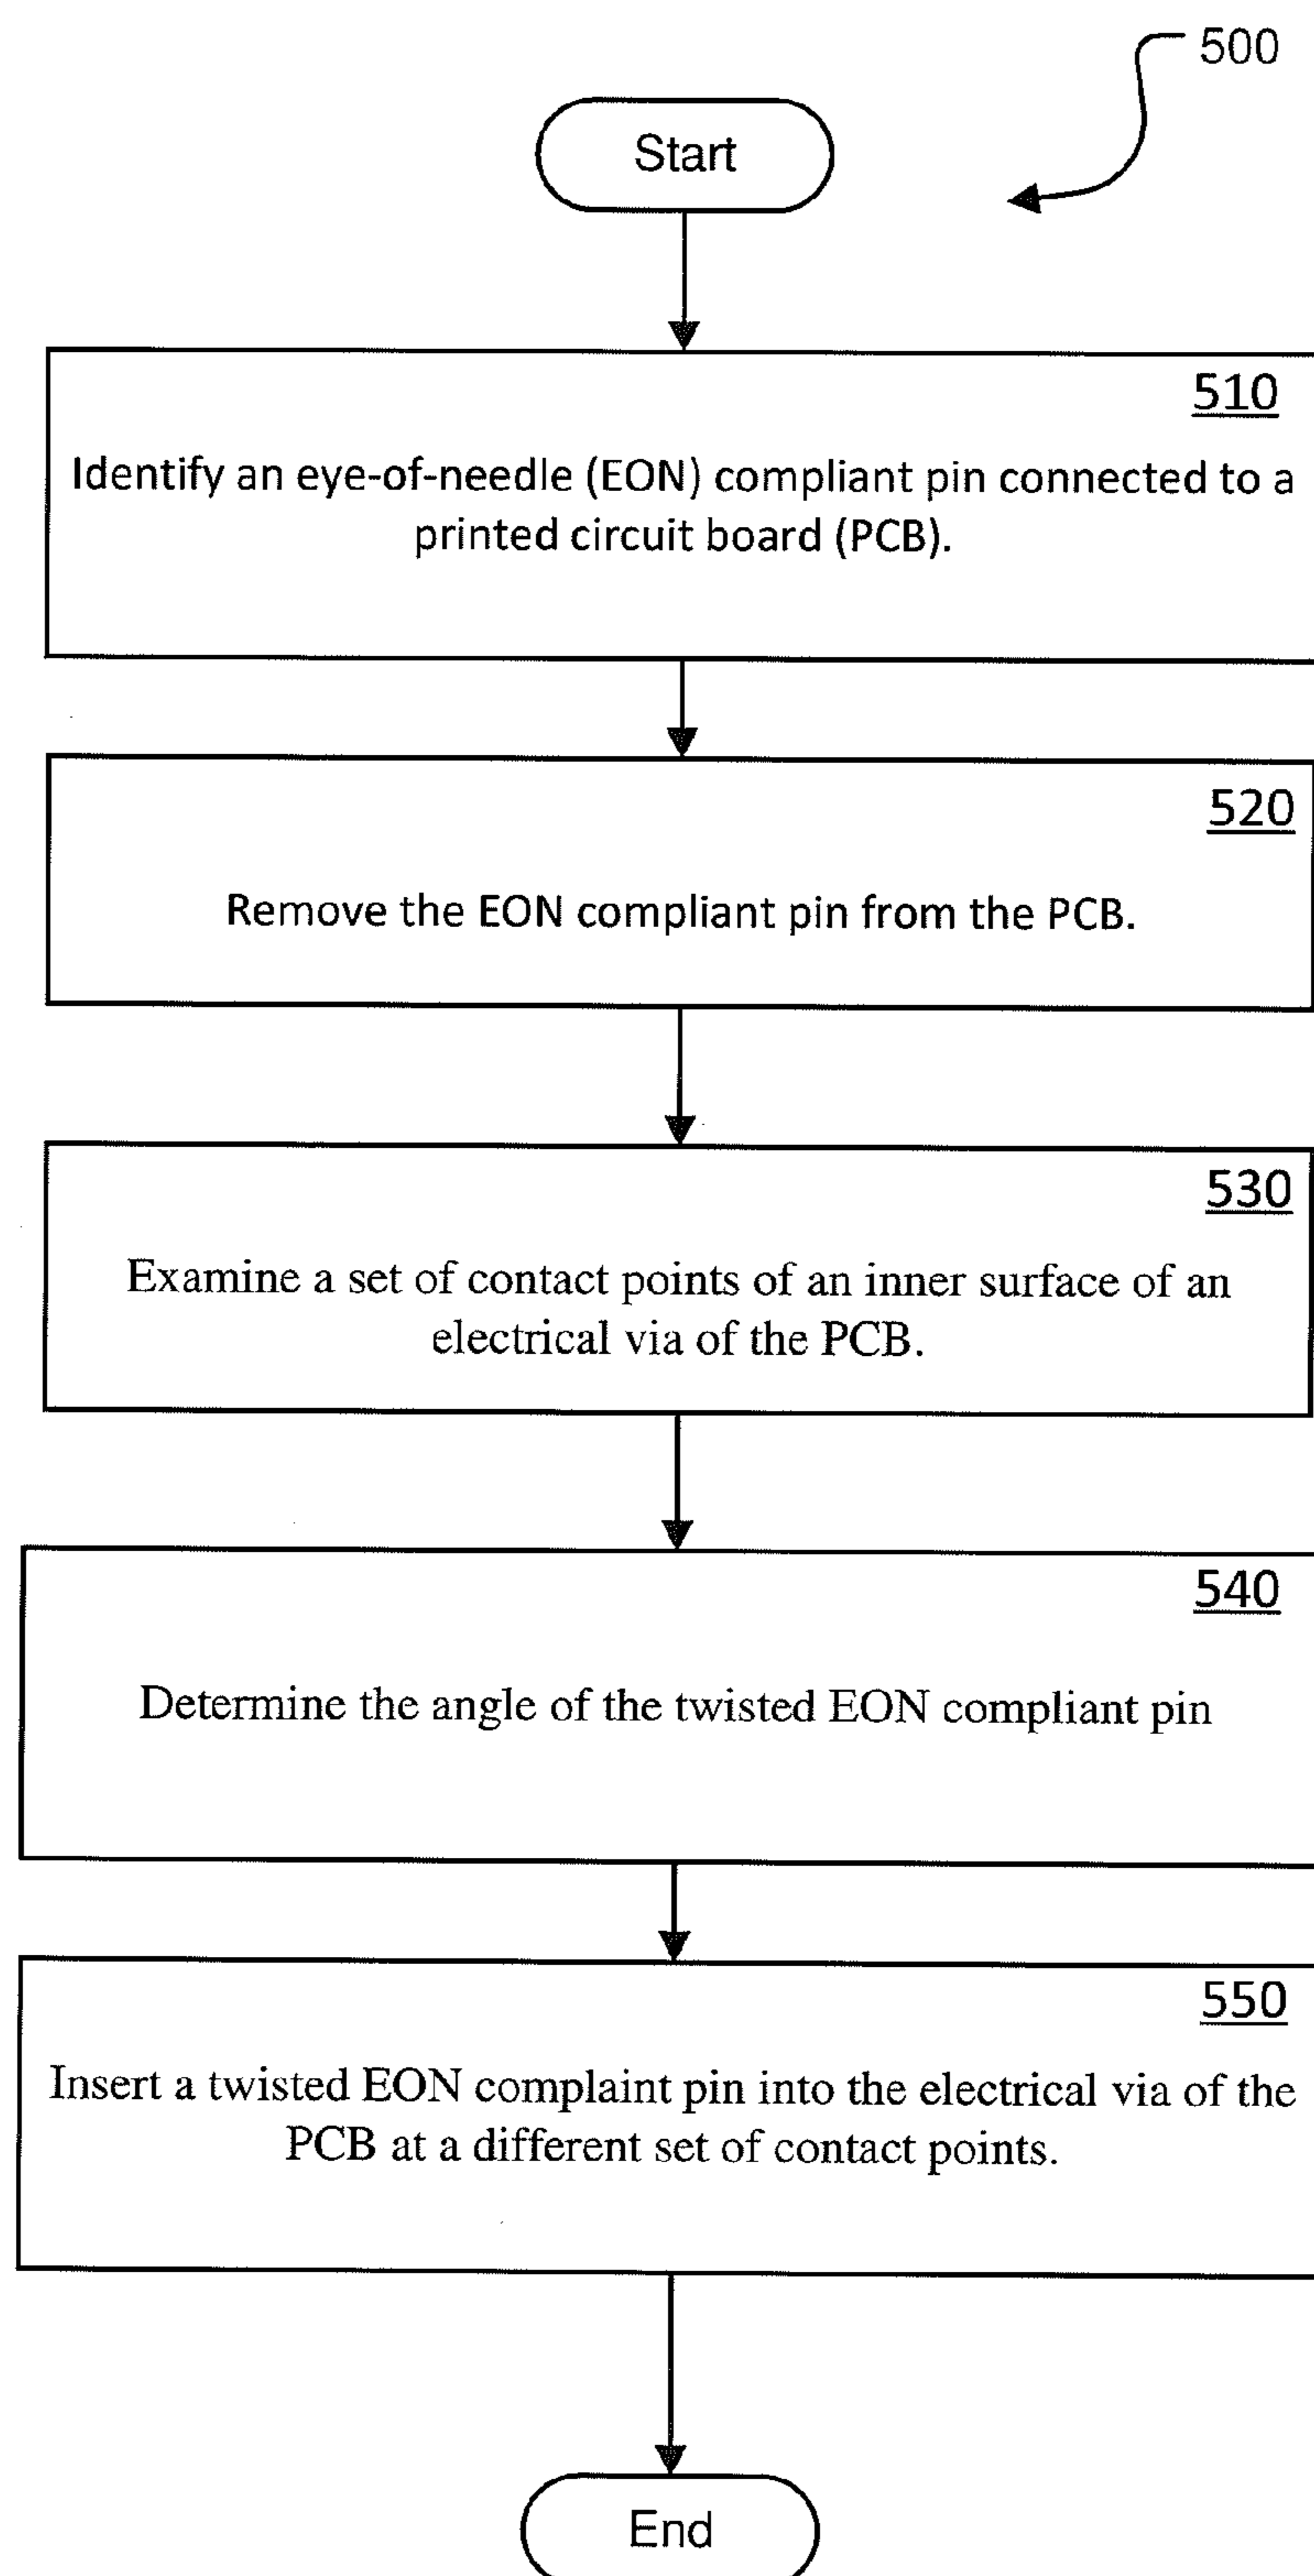 500
Start
510
Identify an eye-of-needle (EON) compliant pin connected to a
printed circuit board (PCB).
520
Remove the EON compliant pin from the PCB.
530
Examine a set of contact points of an inner surface of an
electrical via of the PCB.
540
Determine the angle of the twisted EON compliant pin
550
Insert a twisted EON complaint pin into the electrical via of the
PCB at a different set of contact points.
End